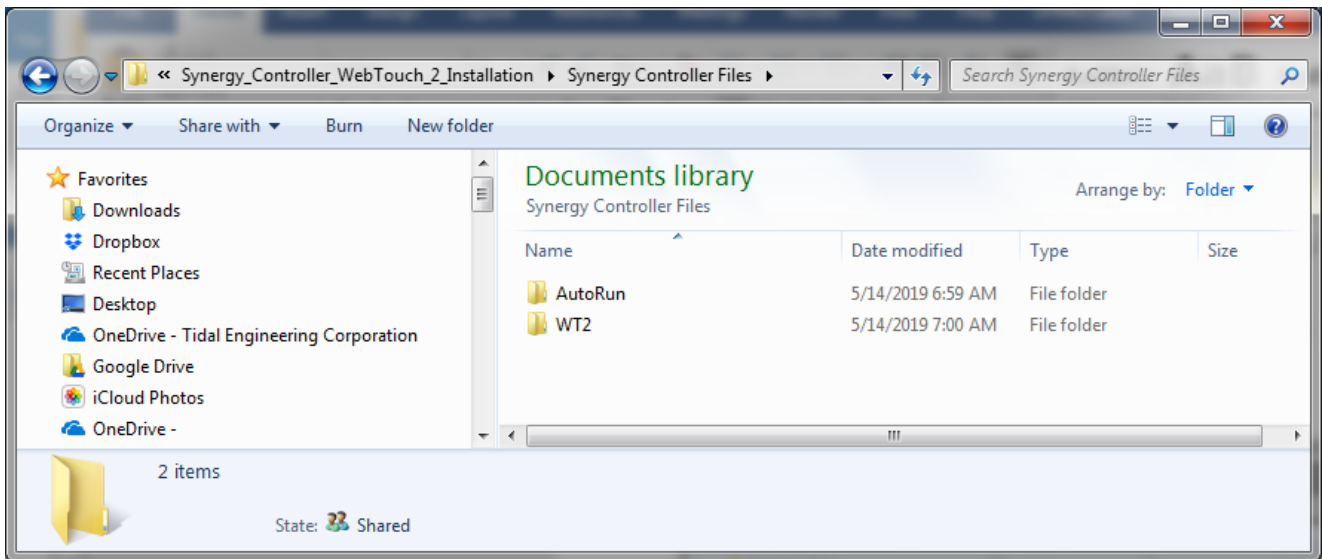 « Synergy_Controller_WebTouch_2_Installation ▸ Synergy Controller Files ▸ Search Synergy Controller Files
Organize ▾ Share with ▾ Burn New folder
Favorites
Downloads
Dropbox
Recent Places
Desktop
OneDrive - Tidal Engineering Corporation
Google Drive
iCloud Photos
OneDrive -
Documents library
Synergy Controller Files
Arrange by: Folder ▾
Name Date modified Type Size
AutoRun 5/14/2019 6:59 AM File folder
WT2 5/14/2019 7:00 AM File folder
2 items
State: Shared